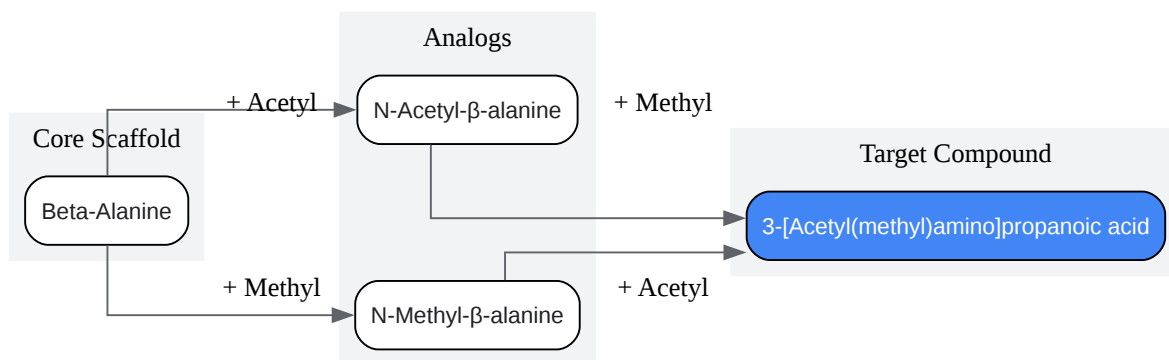 Analogs
+ Acetyl
N-Acetyl-β-alanine
+ Methyl
Core Scaffold
Target Compound
Beta-Alanine
3-[Acetyl(methyl)amino]propanoic acid
+ Methyl
N-Methyl-β-alanine
+ Acetyl